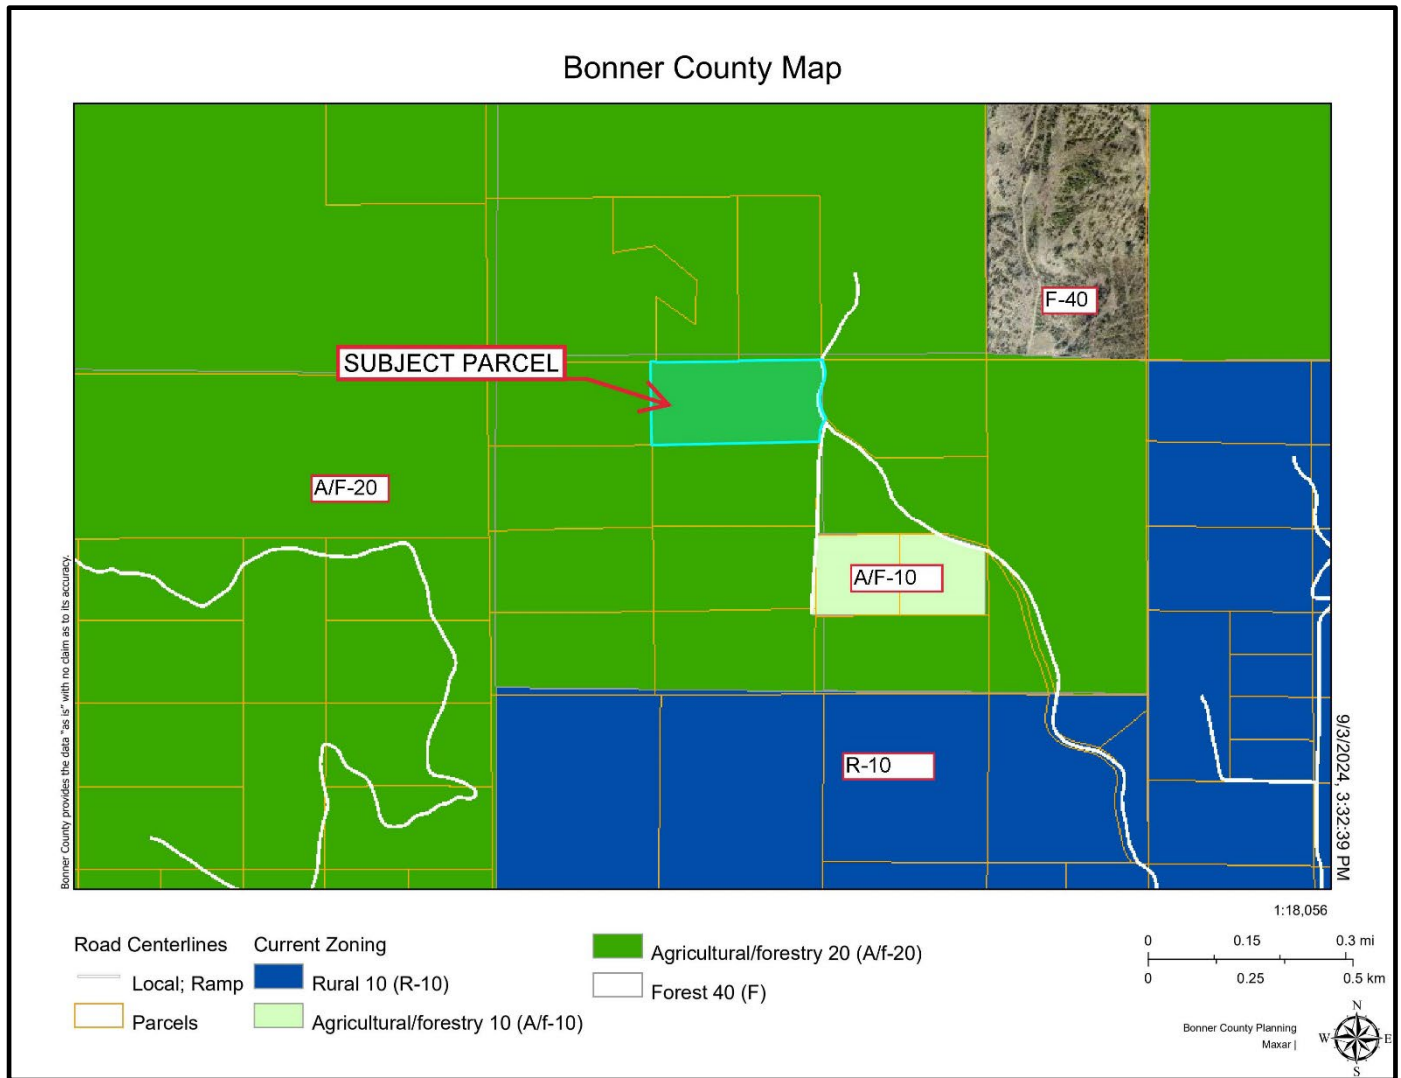 Bonner County Map
F-40
SUBJECT PARCEL
A/F-20
A/F-10
R-10
Bonner County provides the data "as is" with no claim as to its accuracy.
9/3/2024, 3:32:39 PM
1:18,056
Road Centerlines
Local; Ramp
Parcels
Current Zoning
Rural 10 (R-10)
Agricultural/forestry 10 (A/f-10)
Agricultural/forestry 20 (A/f-20)
Forest 40 (F)
0 0.15 0.3 mi
0 0.25 0.5 km
Bonner County Planning
Maxar |
N
W E
S